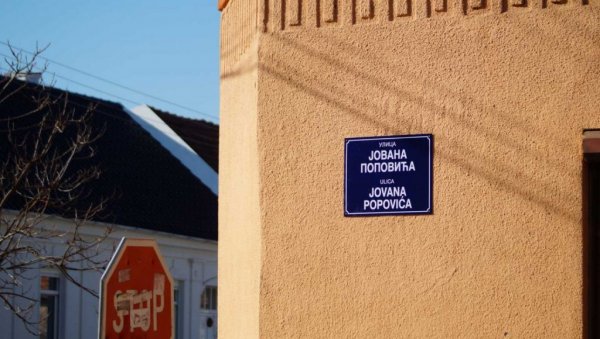 УЛИЦА
ЈОВАНА
ПОПОВИЋА
ULICA
JOVANA
POPOVIĆA
STOP